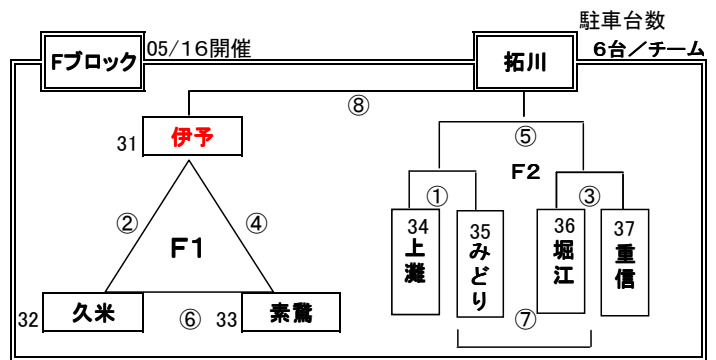 駐車台数
Fブロック
05/16開催
拓川
6台/チーム
⑧
31
伊予
⑤
F2
②
④
①
③
F1
34
上灘
35
みどり
36
堀江
37
重信
32
久米
⑥
33
素鵞
⑦